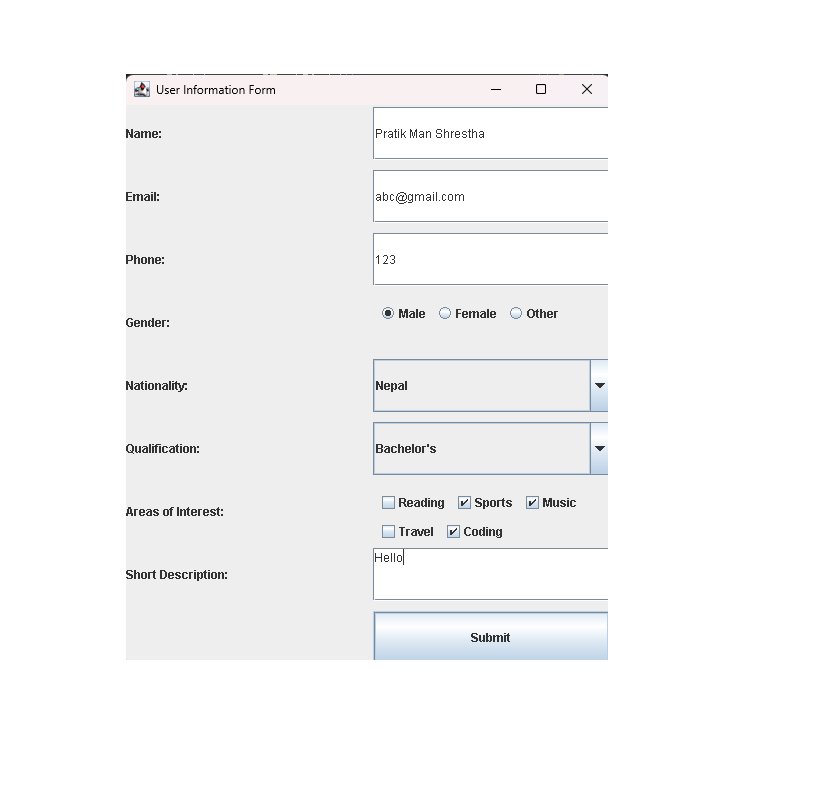 User Information Form
Name: Pratik Man Shrestha
Email: abc@gmail.com
Phone: 123
Gender: Male Female Other
Nationality: Nepal
Qualification: Bachelor's
Areas of Interest: Reading Sports Music
Travel Coding
Short Description: Hello
Submit